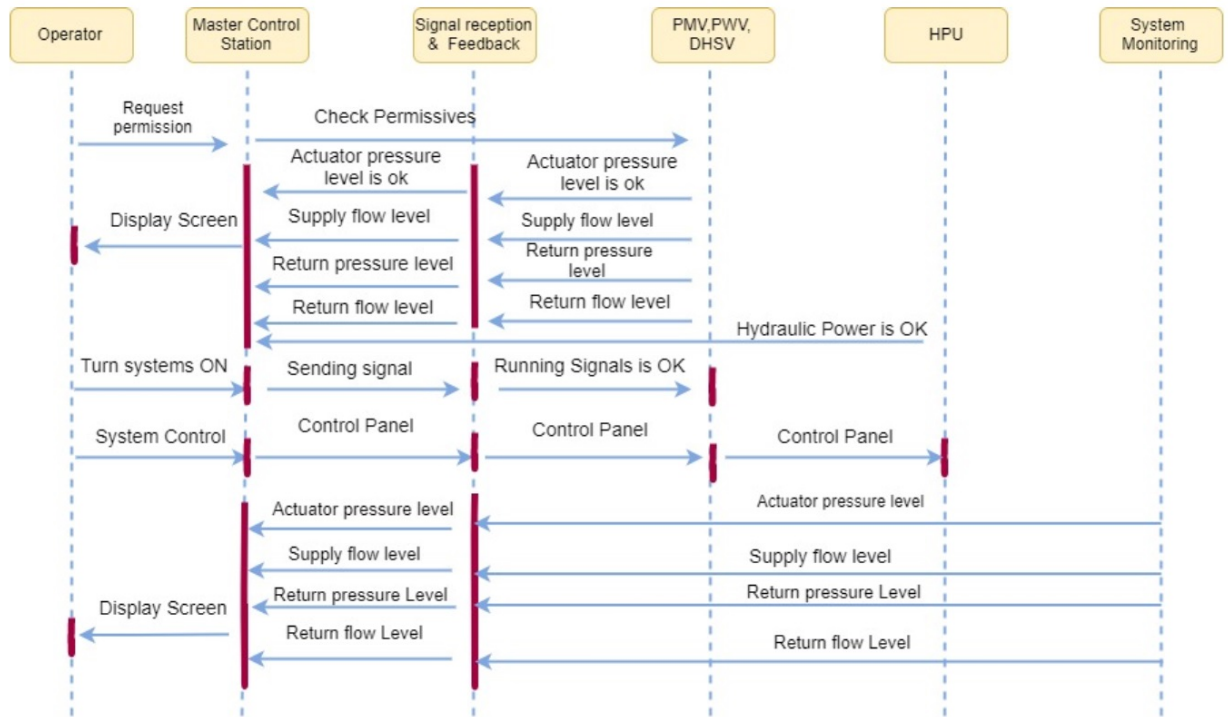 Operator
Master Control
Station
Signal reception
& Feedback
PMV,PWV,
DHSV
HPU
System
Monitoring
Request
permission
Check Permissives
Actuator pressure
level is ok
Actuator pressure
level is ok
Display Screen
Supply flow level
Supply flow level
Return pressure level
Return pressure
level
Return flow level
Return flow level
Hydraulic Power is OK
Turn systems ON
Sending signal
Running Signals is OK
System Control
Control Panel
Control Panel
Control Panel
Actuator pressure level
Actuator pressure level
Supply flow level
Supply flow level
Return pressure Level
Return pressure Level
Display Screen
Return flow Level
Return flow Level